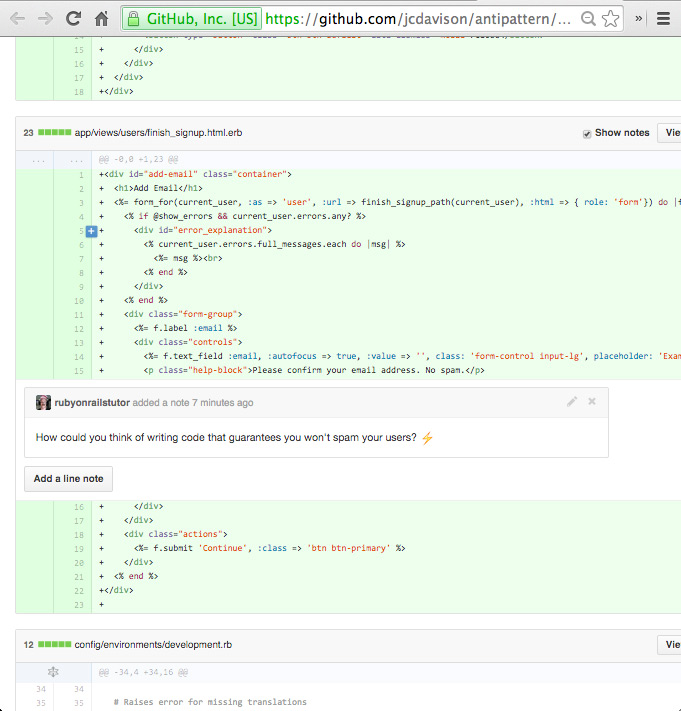 GitHub, Inc. [US] https://github.com/jcdavison/antipattern/...
15 + </div>
16 + </div>
17 + </div>
18 +</div>
23 app/views/users/finish_signup.html.erb Show notes Vie
... ... @@ -0,0 +1,23 @@
1 +<div id="add-email" class="container">
2 + <h1>Add Email</h1>
3 + <%= form_for(current_user, :as => 'user', :url => finish_signup_path(current_user), :html => { role: 'form'}) do |f
4 + <% if @show_errors && current_user.errors.any? %>
5 + <div id="error_explanation">
6 + <% current_user.errors.full_messages.each do |msg| %>
7 + <%= msg %><br>
8 + <% end %>
9 + </div>
10 + <% end %>
11 + <div class="form-group">
12 + <%= f.label :email %>
13 + <div class="controls">
14 + <%= f.text_field :email, :autofocus => true, :value => '', class: 'form-control input-lg', placeholder: 'Exam
15 + <p class="help-block">Please confirm your email address. No spam.</p>
rubyonrailstutor added a note 7 minutes ago
How could you think of writing code that guarantees you won't spam your users? ⚡
Add a line note
16 + </div>
17 + </div>
18 + <div class="actions">
19 + <%= f.submit 'Continue', :class => 'btn btn-primary' %>
20 + </div>
21 + <% end %>
22 +</div>
23 +
12 config/environments/development.rb Vie
@@ -34,4 +34,16 @@
34 34
35 35 # Raises error for missing translations